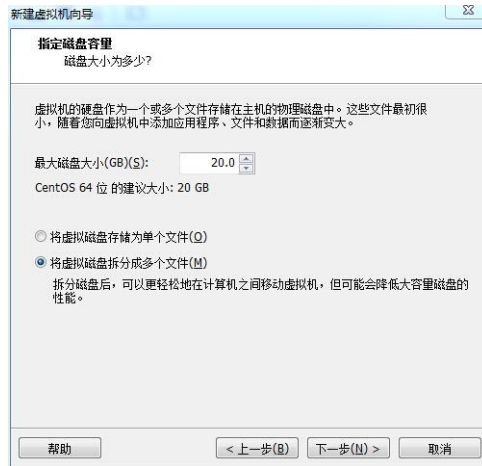 新建虚拟机向导
指定磁盘容量
磁盘大小为多少?
虚拟机的硬盘作为一个或多个文件存储在主机的物理磁盘中。这些文件最初很
小，随着您向虚拟机中添加应用程序、文件和数据而逐渐变大。
最大磁盘大小(GB)(S): 20.0
CentOS 64 位 的建议大小: 20 GB
将虚拟磁盘存储为单个文件(O)
将虚拟磁盘拆分成多个文件(M)
拆分磁盘后，可以更轻松地在计算机之间移动虚拟机，但可能会降低大容量磁盘的
性能。
帮助 < 上一步(B) 下一步(N) > 取消